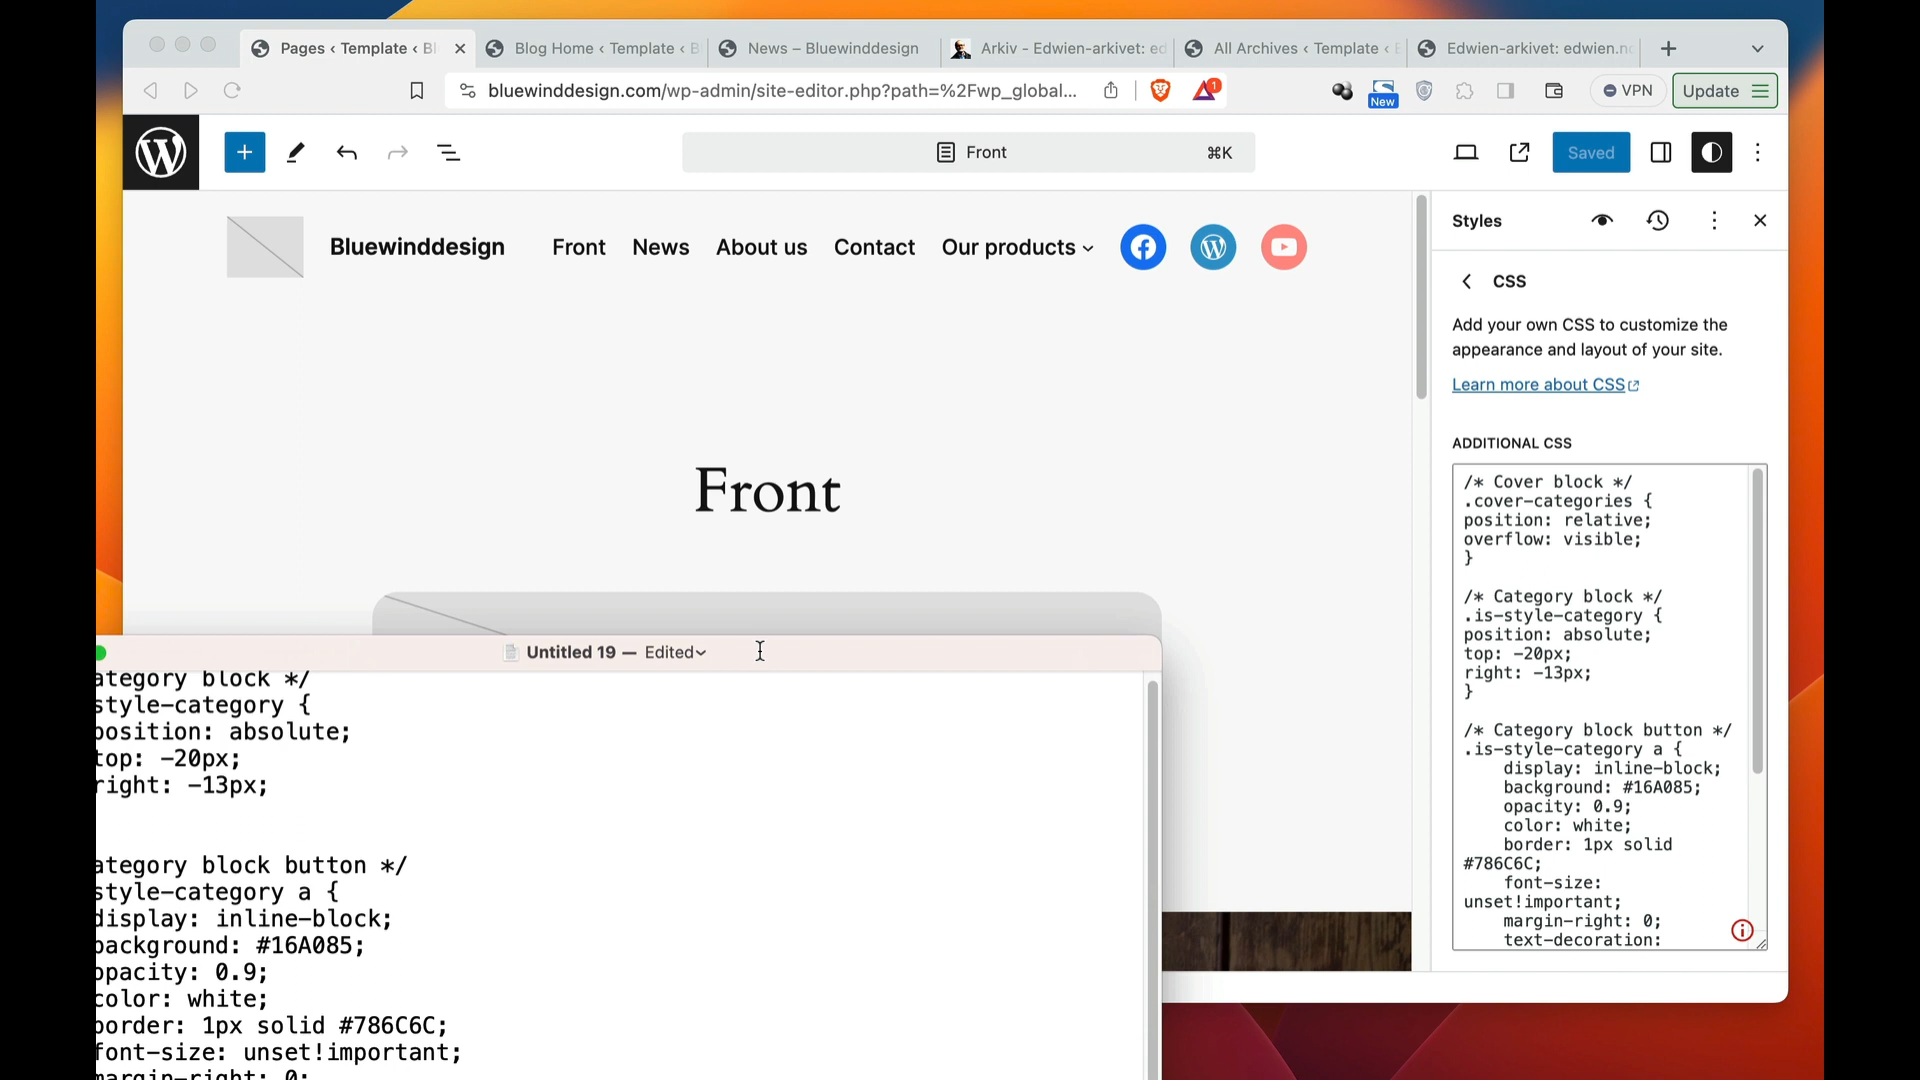 Pages ‹ Template ‹ Bl
Blog Home ‹ Template ‹ B
News – Bluewinddesign
Arkiv - Edwien-arkivet: ed
All Archives ‹ Template ‹ E
Edwien-arkivet: edwien.no
bluewinddesign.com/wp-admin/site-editor.php?path=%2Fwp_global...
1
New
VPN
Update
Front
⌘K
Saved
Bluewinddesign
Front
News
About us
Contact
Our products
Styles
CSS
Add your own CSS to customize the
appearance and layout of your site.
Learn more about CSS
ADDITIONAL CSS
/* Cover block */
.cover-categories {
position: relative;
overflow: visible;
}
/* Category block */
.is-style-category {
position: absolute;
top: -20px;
right: -13px;
}
/* Category block button */
.is-style-category a {
display: inline-block;
background: #16A085;
opacity: 0.9;
color: white;
border: 1px solid
#786C6C;
font-size:
unset!important;
margin-right: 0;
text-decoration:
Front
Untitled 19 — Edited
ategory block */
style-category {
position: absolute;
top: -20px;
right: -13px;
ategory block button */
style-category a {
display: inline-block;
background: #16A085;
opacity: 0.9;
color: white;
border: 1px solid #786C6C;
font-size: unset!important;
margin-right: 0;